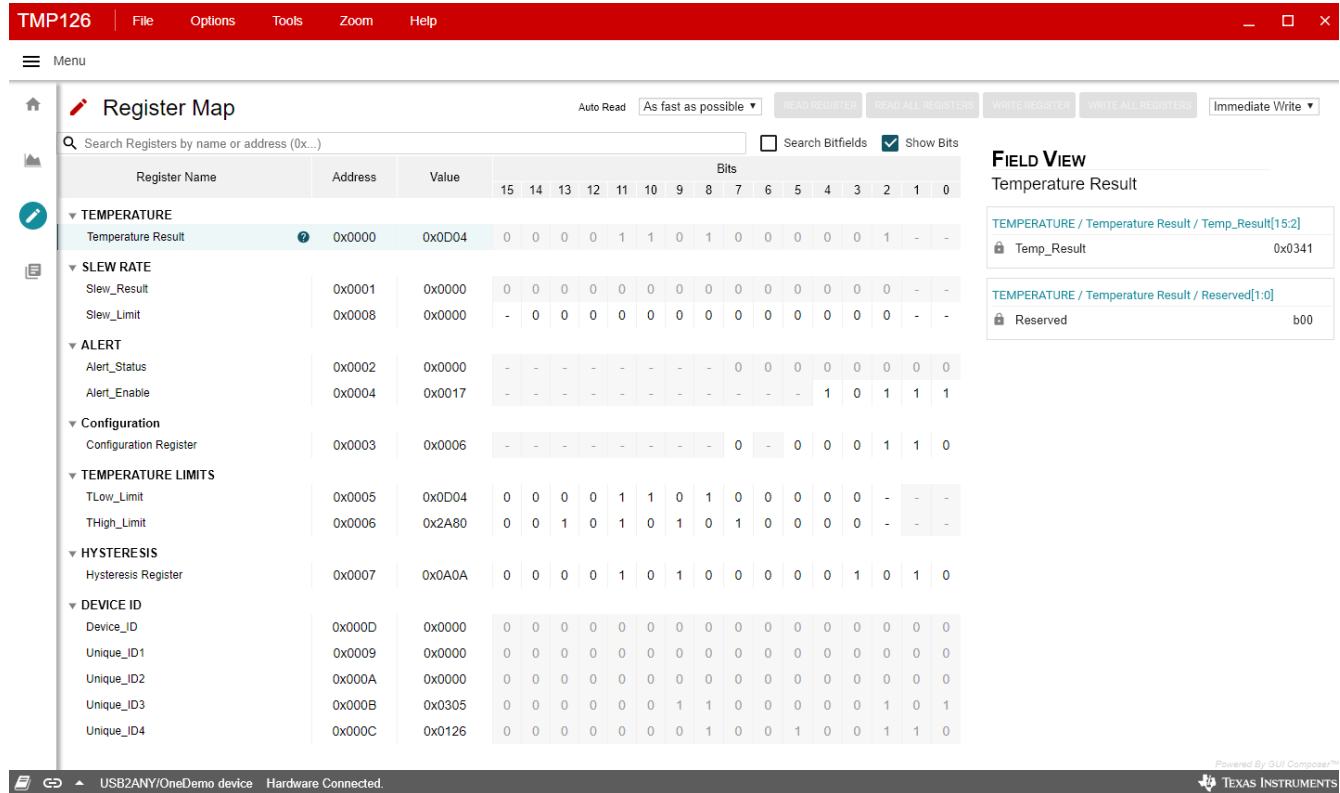 TMP126 File Options Tools Zoom Help
Menu
Register Map Auto Read As fast as possible READ REGISTER READ ALL REGISTERS WRITE REGISTER WRITE ALL REGISTERS Immediate Write
Search Registers by name or address (0x...) Search Bitfields Show Bits
Register Name Address Value Bits
15 14 13 12 11 10 9 8 7 6 5 4 3 2 1 0
TEMPERATURE
Temperature Result ? 0x0000 0x0D04 0 0 0 0 1 1 0 1 0 0 0 0 0 1 - -
SLEW RATE
Slew_Result 0x0001 0x0000 0 0 0 0 0 0 0 0 0 0 0 0 0 0 - -
Slew_Limit 0x0008 0x0000 - 0 0 0 0 0 0 0 0 0 0 0 0 0 - -
ALERT
Alert_Status 0x0002 0x0000 - - - - - - - - 0 0 0 0 0 0 0 0
Alert_Enable 0x0004 0x0017 - - - - - - - - - - - 1 0 1 1 1
Configuration
Configuration Register 0x0003 0x0006 - - - - - - - - 0 - 0 0 0 1 1 0
TEMPERATURE LIMITS
TLow_Limit 0x0005 0x0D04 0 0 0 0 1 1 0 1 0 0 0 0 0 - - -
THigh_Limit 0x0006 0x2A80 0 0 1 0 1 0 1 0 1 0 0 0 0 - - -
HYSTERESIS
Hysteresis Register 0x0007 0x0A0A 0 0 0 0 1 0 1 0 0 0 0 0 1 0 1 0
DEVICE ID
Device_ID 0x000D 0x0000 0 0 0 0 0 0 0 0 0 0 0 0 0 0 0 0
Unique_ID1 0x0009 0x0000 0 0 0 0 0 0 0 0 0 0 0 0 0 0 0 0
Unique_ID2 0x000A 0x0000 0 0 0 0 0 0 0 0 0 0 0 0 0 0 0 0
Unique_ID3 0x000B 0x0305 0 0 0 0 0 0 1 1 0 0 0 0 0 1 0 1
Unique_ID4 0x000C 0x0126 0 0 0 0 0 0 0 1 0 0 1 0 0 1 1 0
FIELD VIEW
Temperature Result
TEMPERATURE / Temperature Result / Temp_Result[15:2]
Temp_Result 0x0341
TEMPERATURE / Temperature Result / Reserved[1:0]
Reserved b00
Powered By GUI Composer™
USB2ANY/OneDemo device Hardware Connected. TEXAS INSTRUMENTS